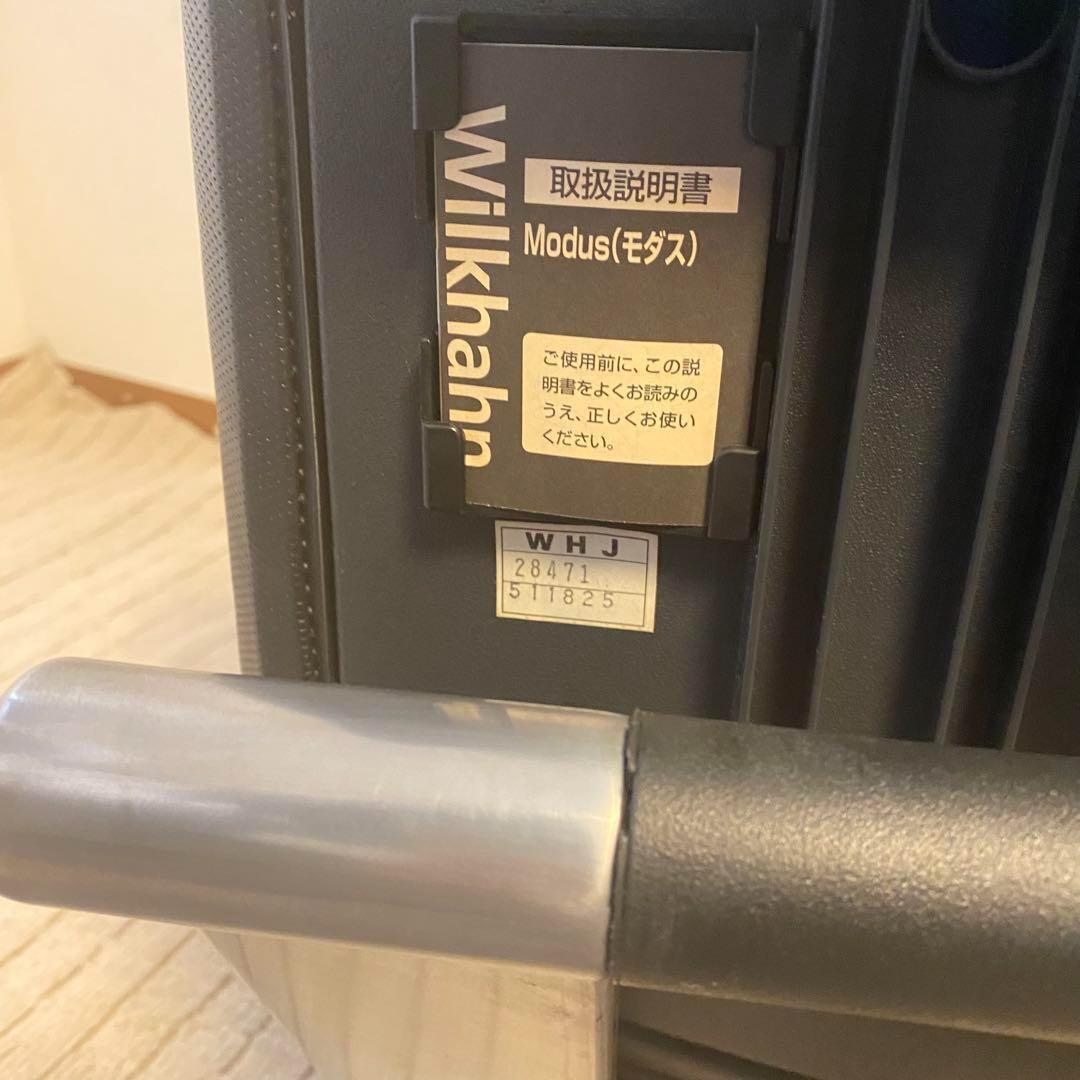 Wilkhahn
取扱説明書
Modus(モダス)
ご使用前に、この説
明書をよくお読みの
うえ、正しくお使い
ください。
WHJ
28471
511825